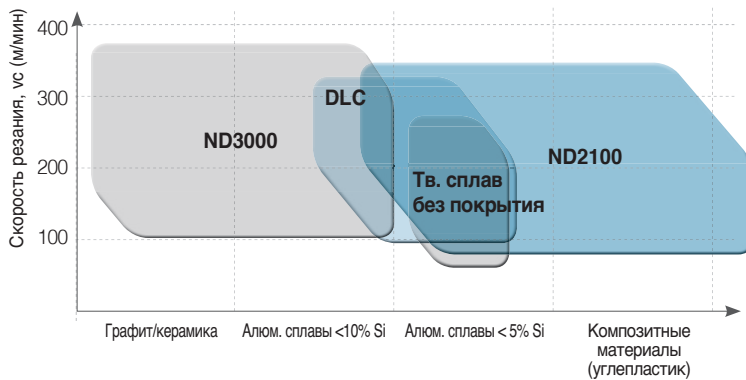 Скорость резания, vc (м/мин)
400
300
200
100
ND3000
DLC
Тв. сплав
без покрытия
ND2100
Графит/керамика
Алюм. сплавы <10% Si
Алюм. сплавы < 5% Si
Композитные
материалы
(углепластик)